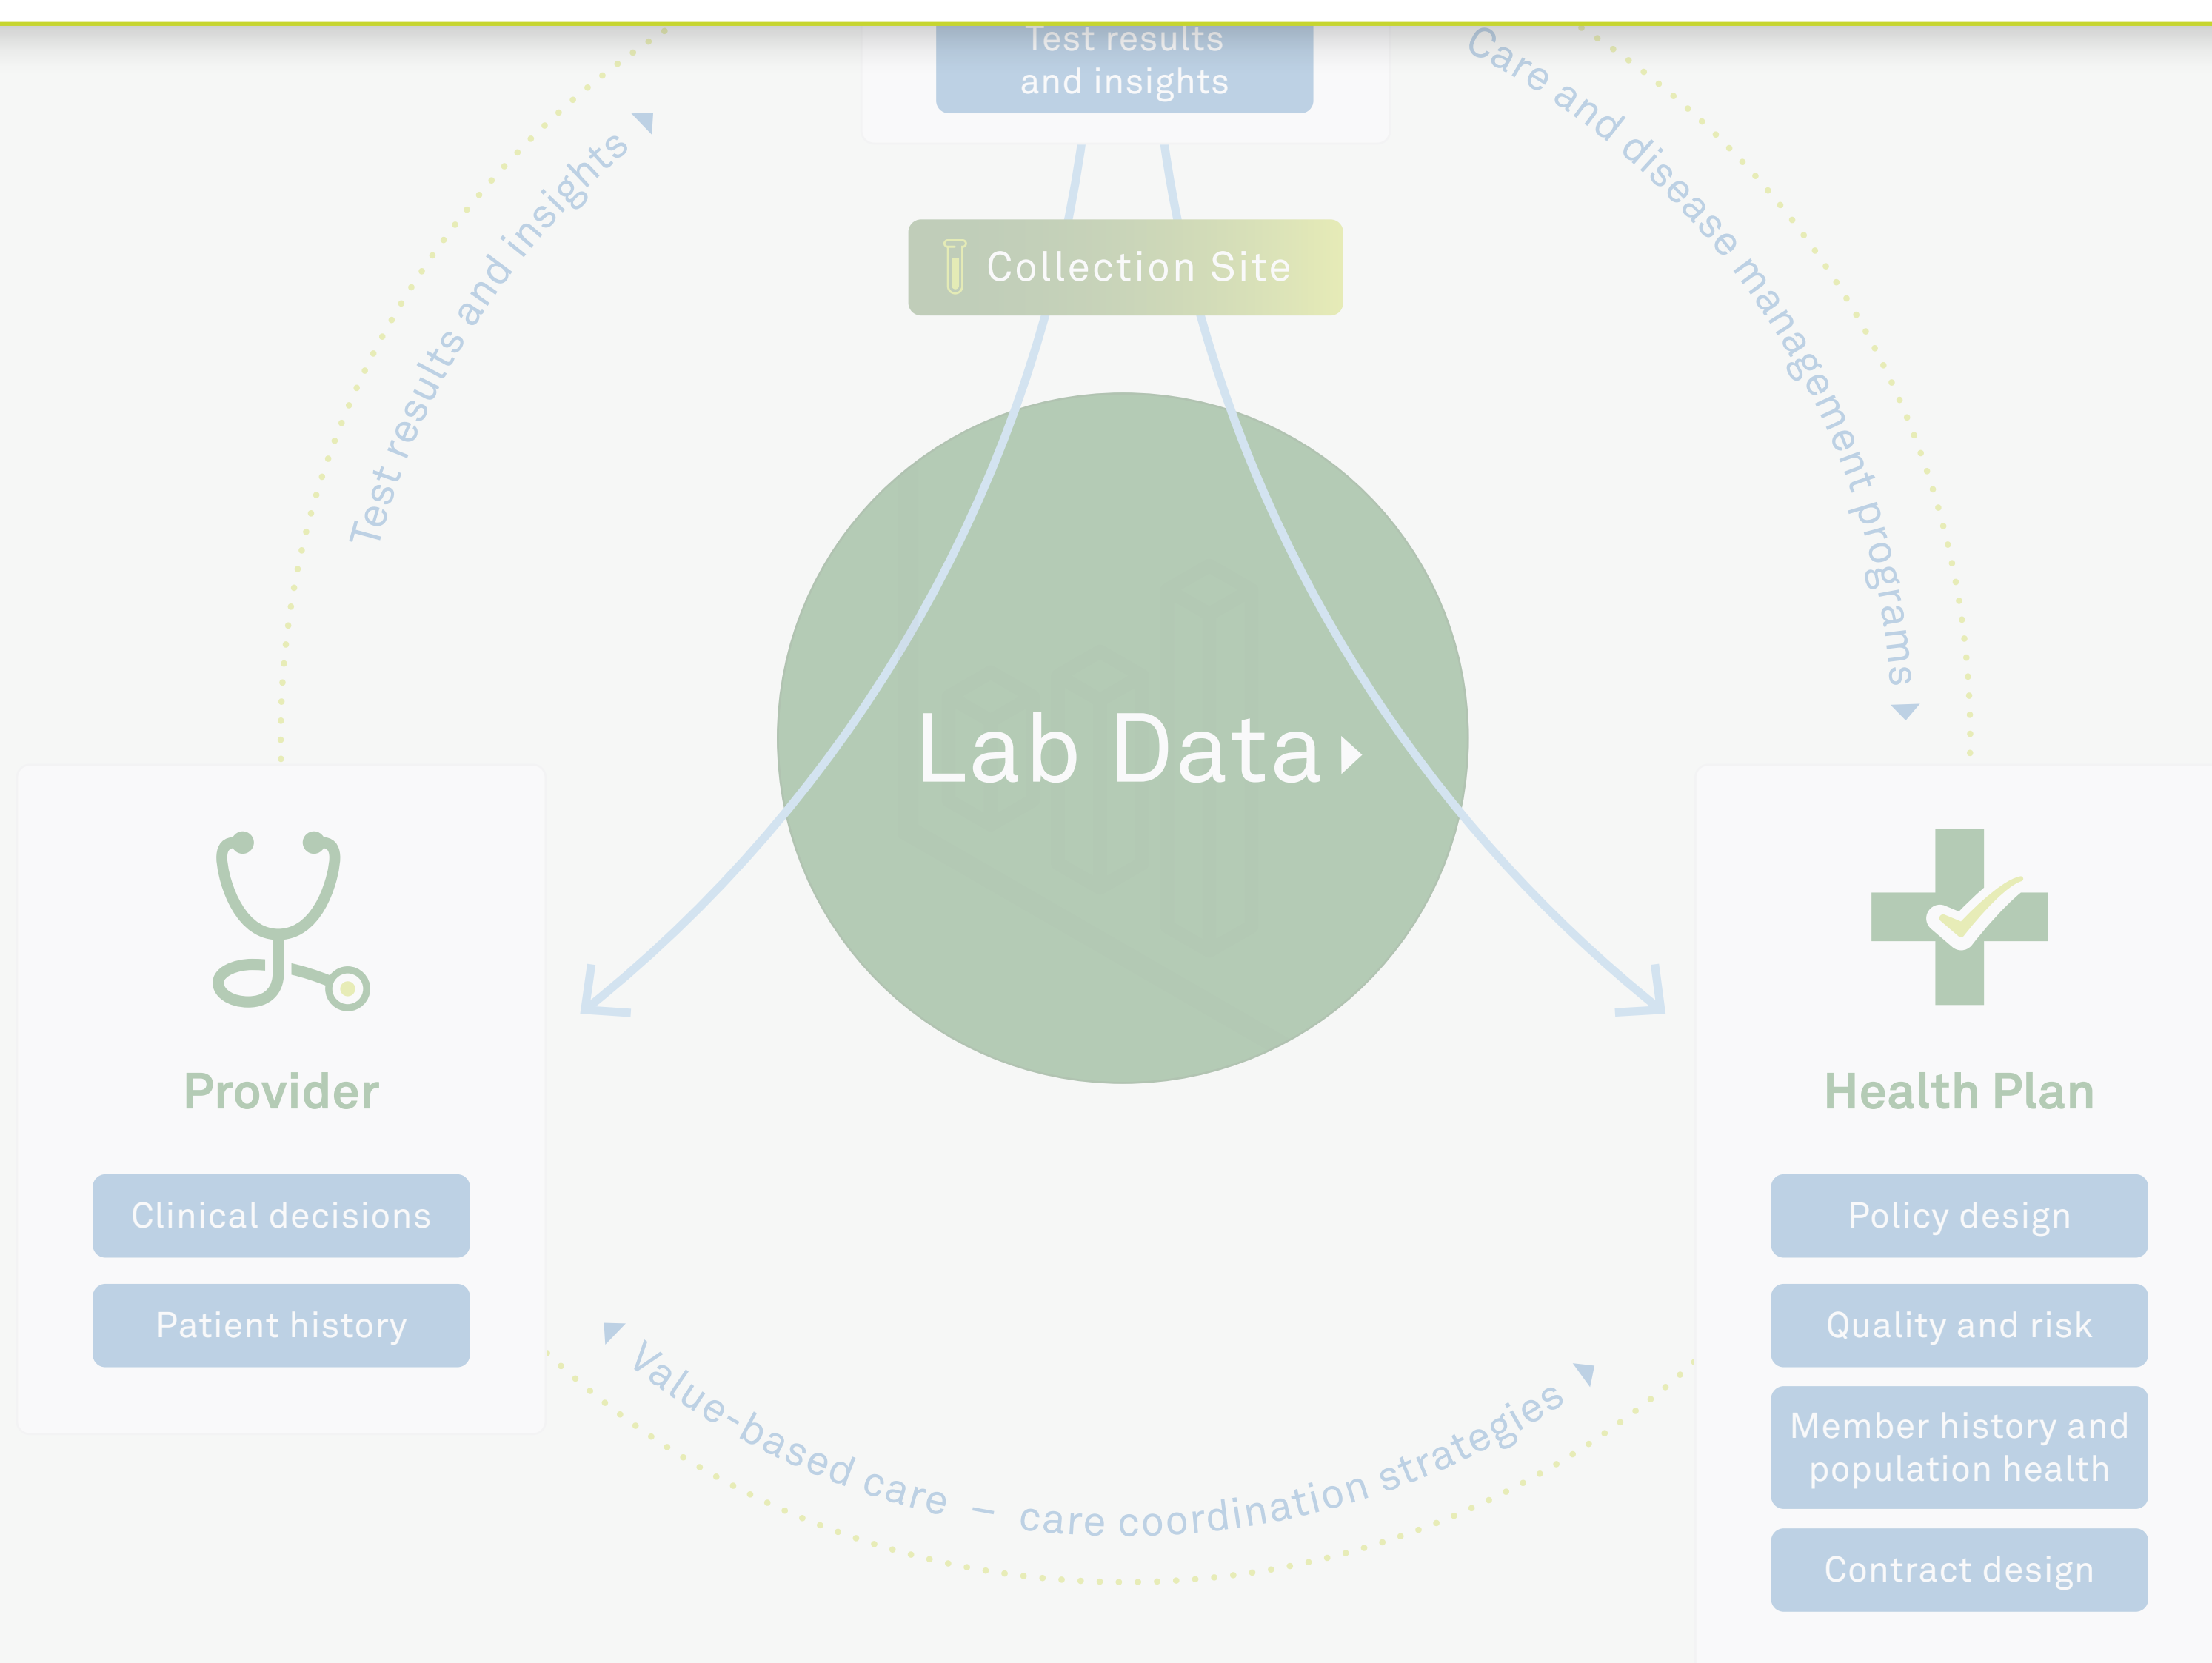 Test results
and insights
Care and disease management programs
Test results and insights
Collection Site
Lab Data
Provider
Clinical decisions
Patient history
Health Plan
Policy design
Quality and risk
Member history and
population health
Contract design
Value-based care – care coordination strategies